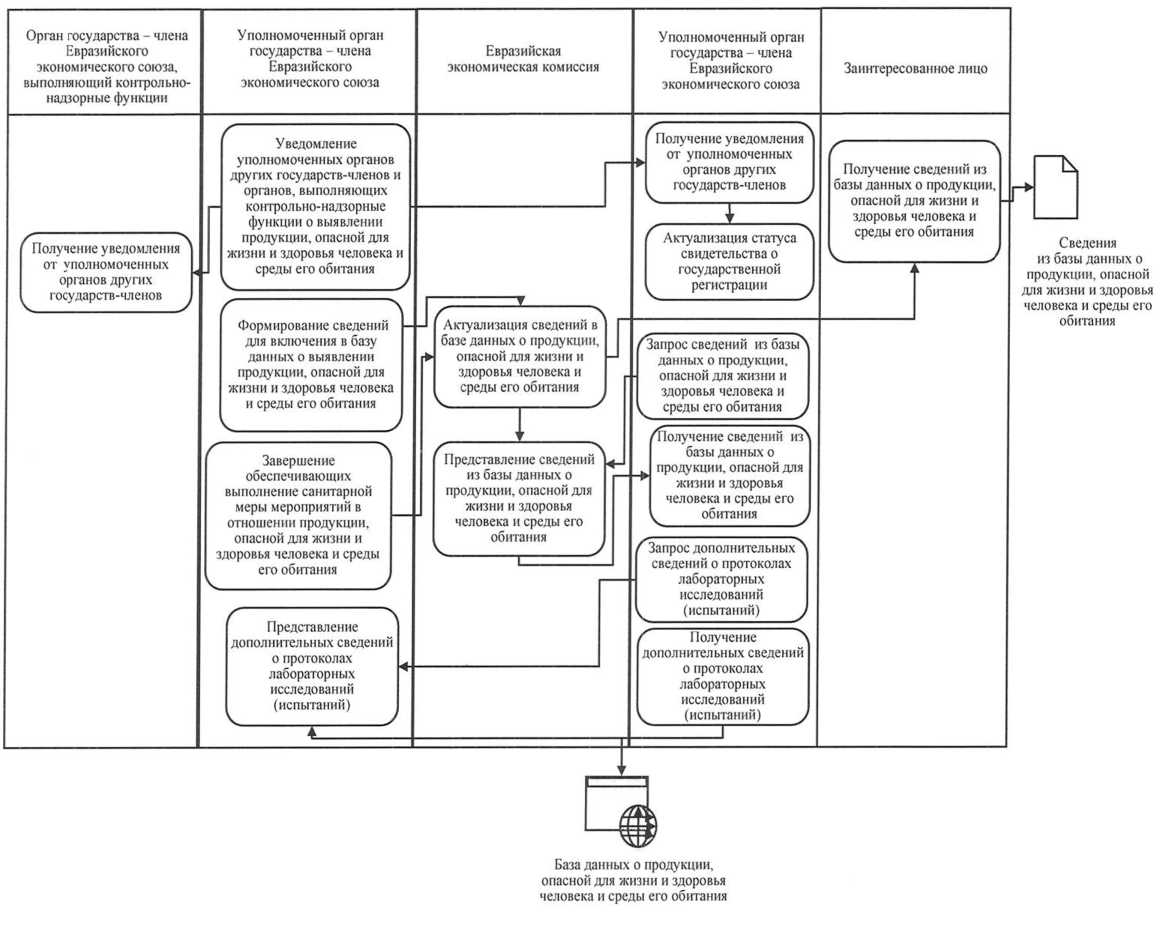 Орган государства – члена
Евразийского
экономического союза,
выполняющий контрольно-
надзорные функции
Уполномоченный орган
государства – члена
Евразийского
экономического союза
Евразийская
экономическая комиссия
Уполномоченный орган
государства – члена
Евразийского
экономического союза
Заинтересованное лицо
Получение уведомления
от уполномоченных
органов других
государств-членов
Уведомление
уполномоченных органов
других государств-членов и
органов, выполняющих
контрольно-надзорные
функции о выявлении
продукции, опасной для
жизни и здоровья человека и
среды его обитания
Формирование сведений
для включения в базу
данных о выявлении
продукции, опасной для
жизни и здоровья человека
и среды его обитания
Завершение
обеспечивающих
выполнение санитарной
меры мероприятий в
отношении продукции,
опасной для жизни и
здоровья человека и среды
его обитания
Представление
дополнительных сведений
о протоколах
лабораторных
исследований
(испытаний)
Актуализация сведений в
базе данных о продукции,
опасной для жизни и
здоровья человека и
среды его обитания
Представление сведений
из базы данных о
продукции, опасной для
жизни и здоровья
человека и среды его
обитания
Получение уведомления
от уполномоченных
органов других
государств-членов
Актуализация статуса
свидетельства о
государственной
регистрации
Запрос сведений из базы
данных о продукции,
опасной для жизни и
здоровья человека и
среды его обитания
Получение сведений из
базы данных о
продукции, опасной для
жизни и здоровья
человека и среды его
обитания
Запрос дополнительных
сведений о протоколах
лабораторных
исследований
(испытаний)
Получение
дополнительных сведений
о протоколах
лабораторных
исследований
(испытаний)
Получение сведений из
базы данных о продукции,
опасной для жизни и
здоровья человека и
среды его обитания
Сведения
из базы данных о
продукции, опасной
для жизни и здоровья
человека и среды его
обитания
База данных о продукции,
опасной для жизни и здоровья
человека и среды его обитания